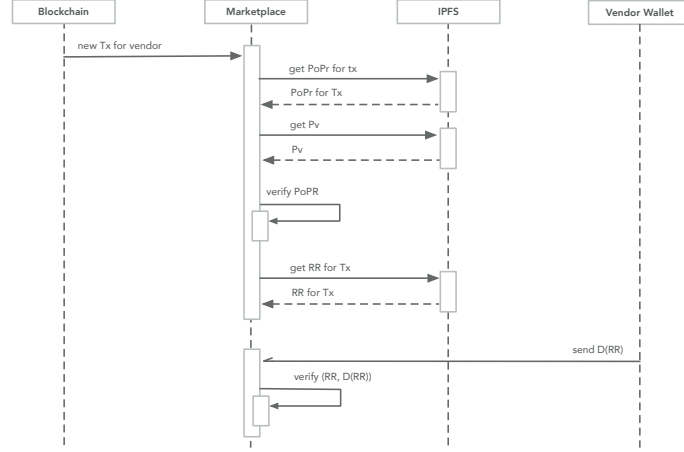 Blockchain
Marketplace
IPFS
Vendor Wallet
new Tx for vendor
get PoPr for tx
PoPr for Tx
get Pv
Pv
verify PoPR
get RR for Tx
RR for Tx
send D(RR)
verify (RR, D(RR))